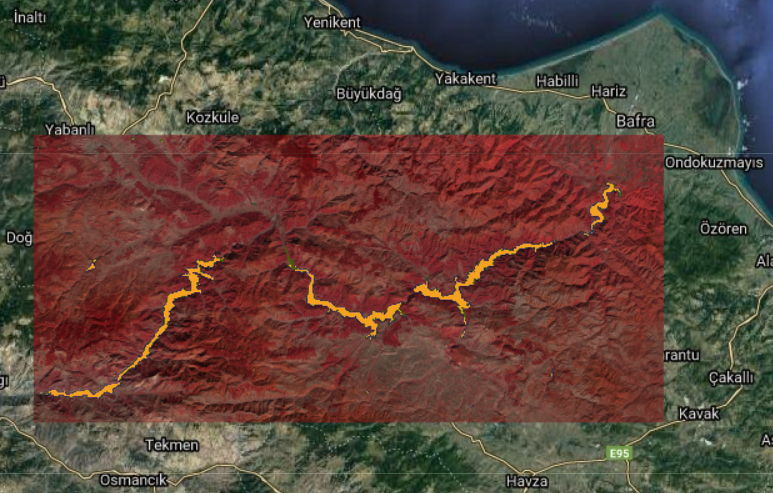 İnaltı
Yenikent
Yakakent
Habilli
Hariz
Büyükdağ
Kozküle
Bafra
Yabanlı
Ondokuzmayıs
Özören
Doğ
Ala
rantu
Çakallı
Kavak
Tekmen
E95
Osmancık
Havza